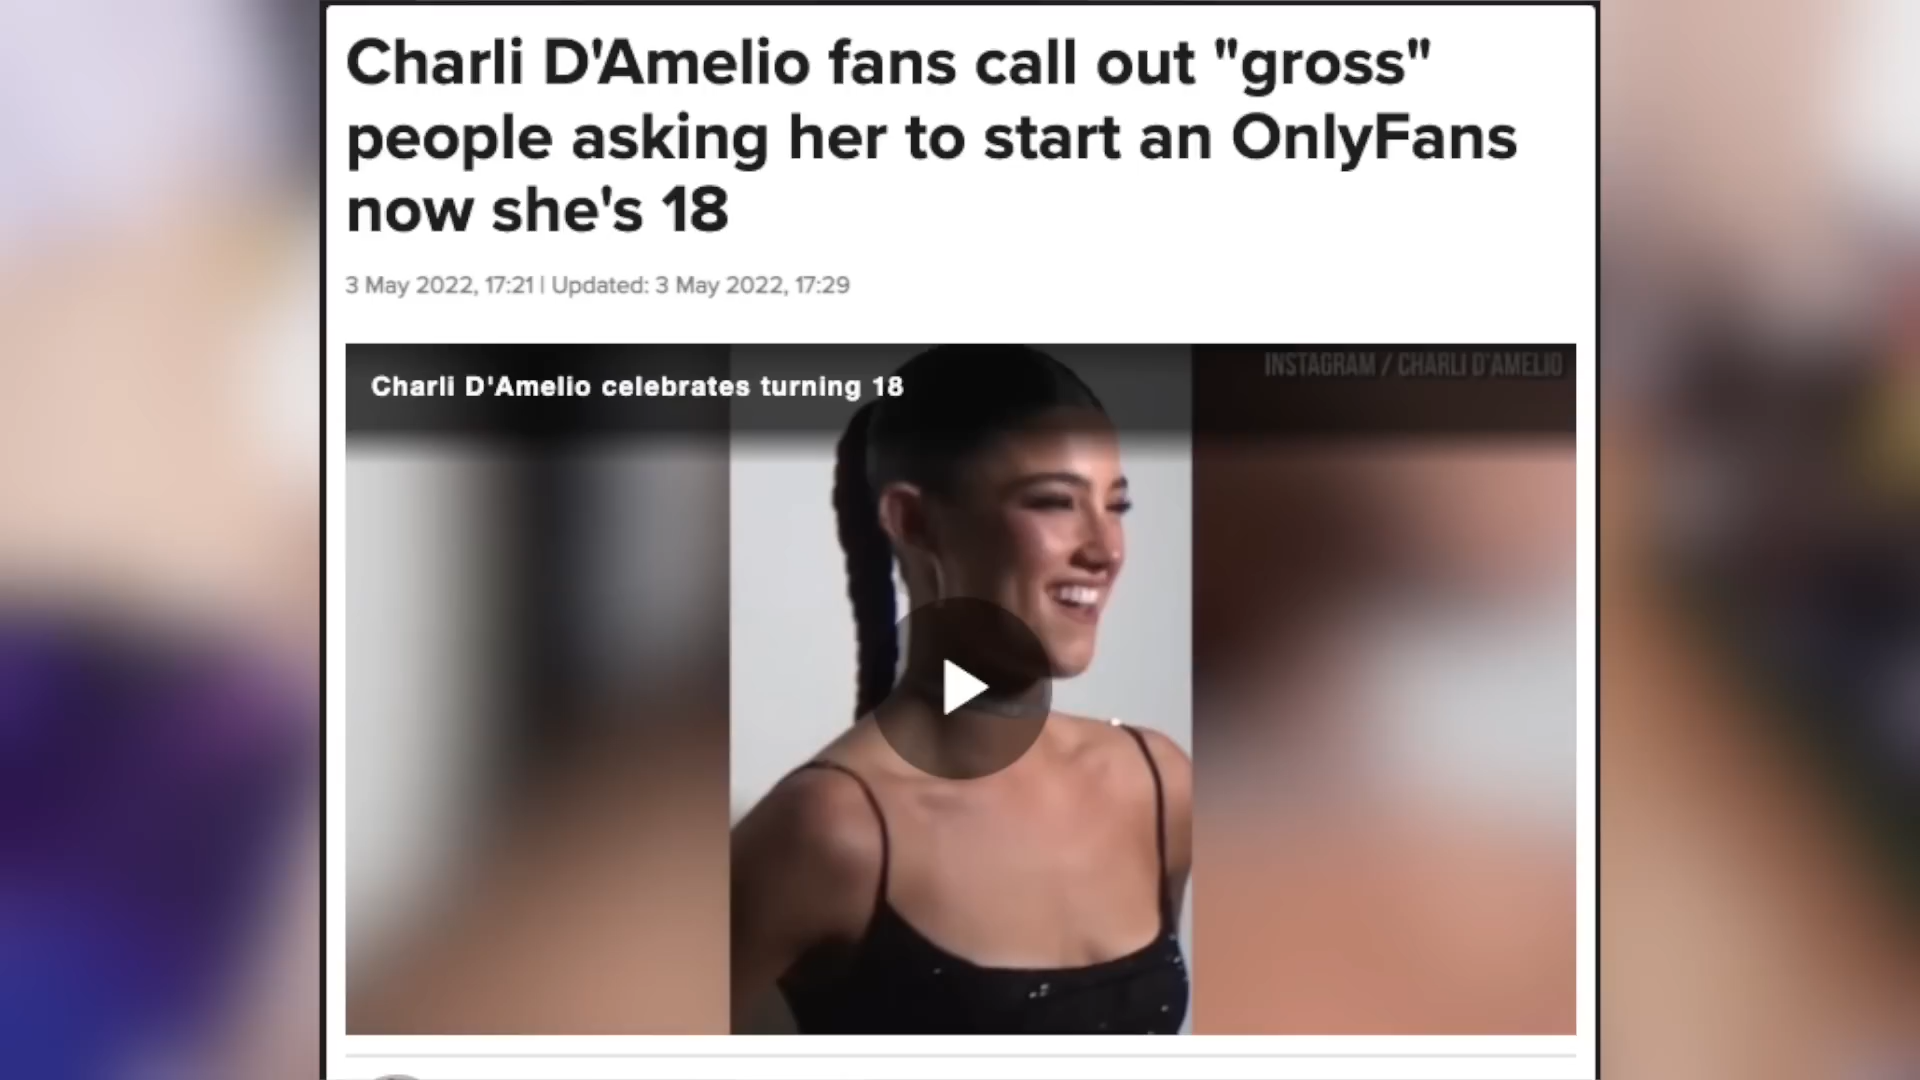 Charli D'Amelio fans call out "gross"
people asking her to start an OnlyFans
now she's 18
3 May 2022, 17:21 | Updated: 3 May 2022, 17:29
Charli D'Amelio celebrates turning 18
INSTAGRAM / CHARLI D'AMELIO